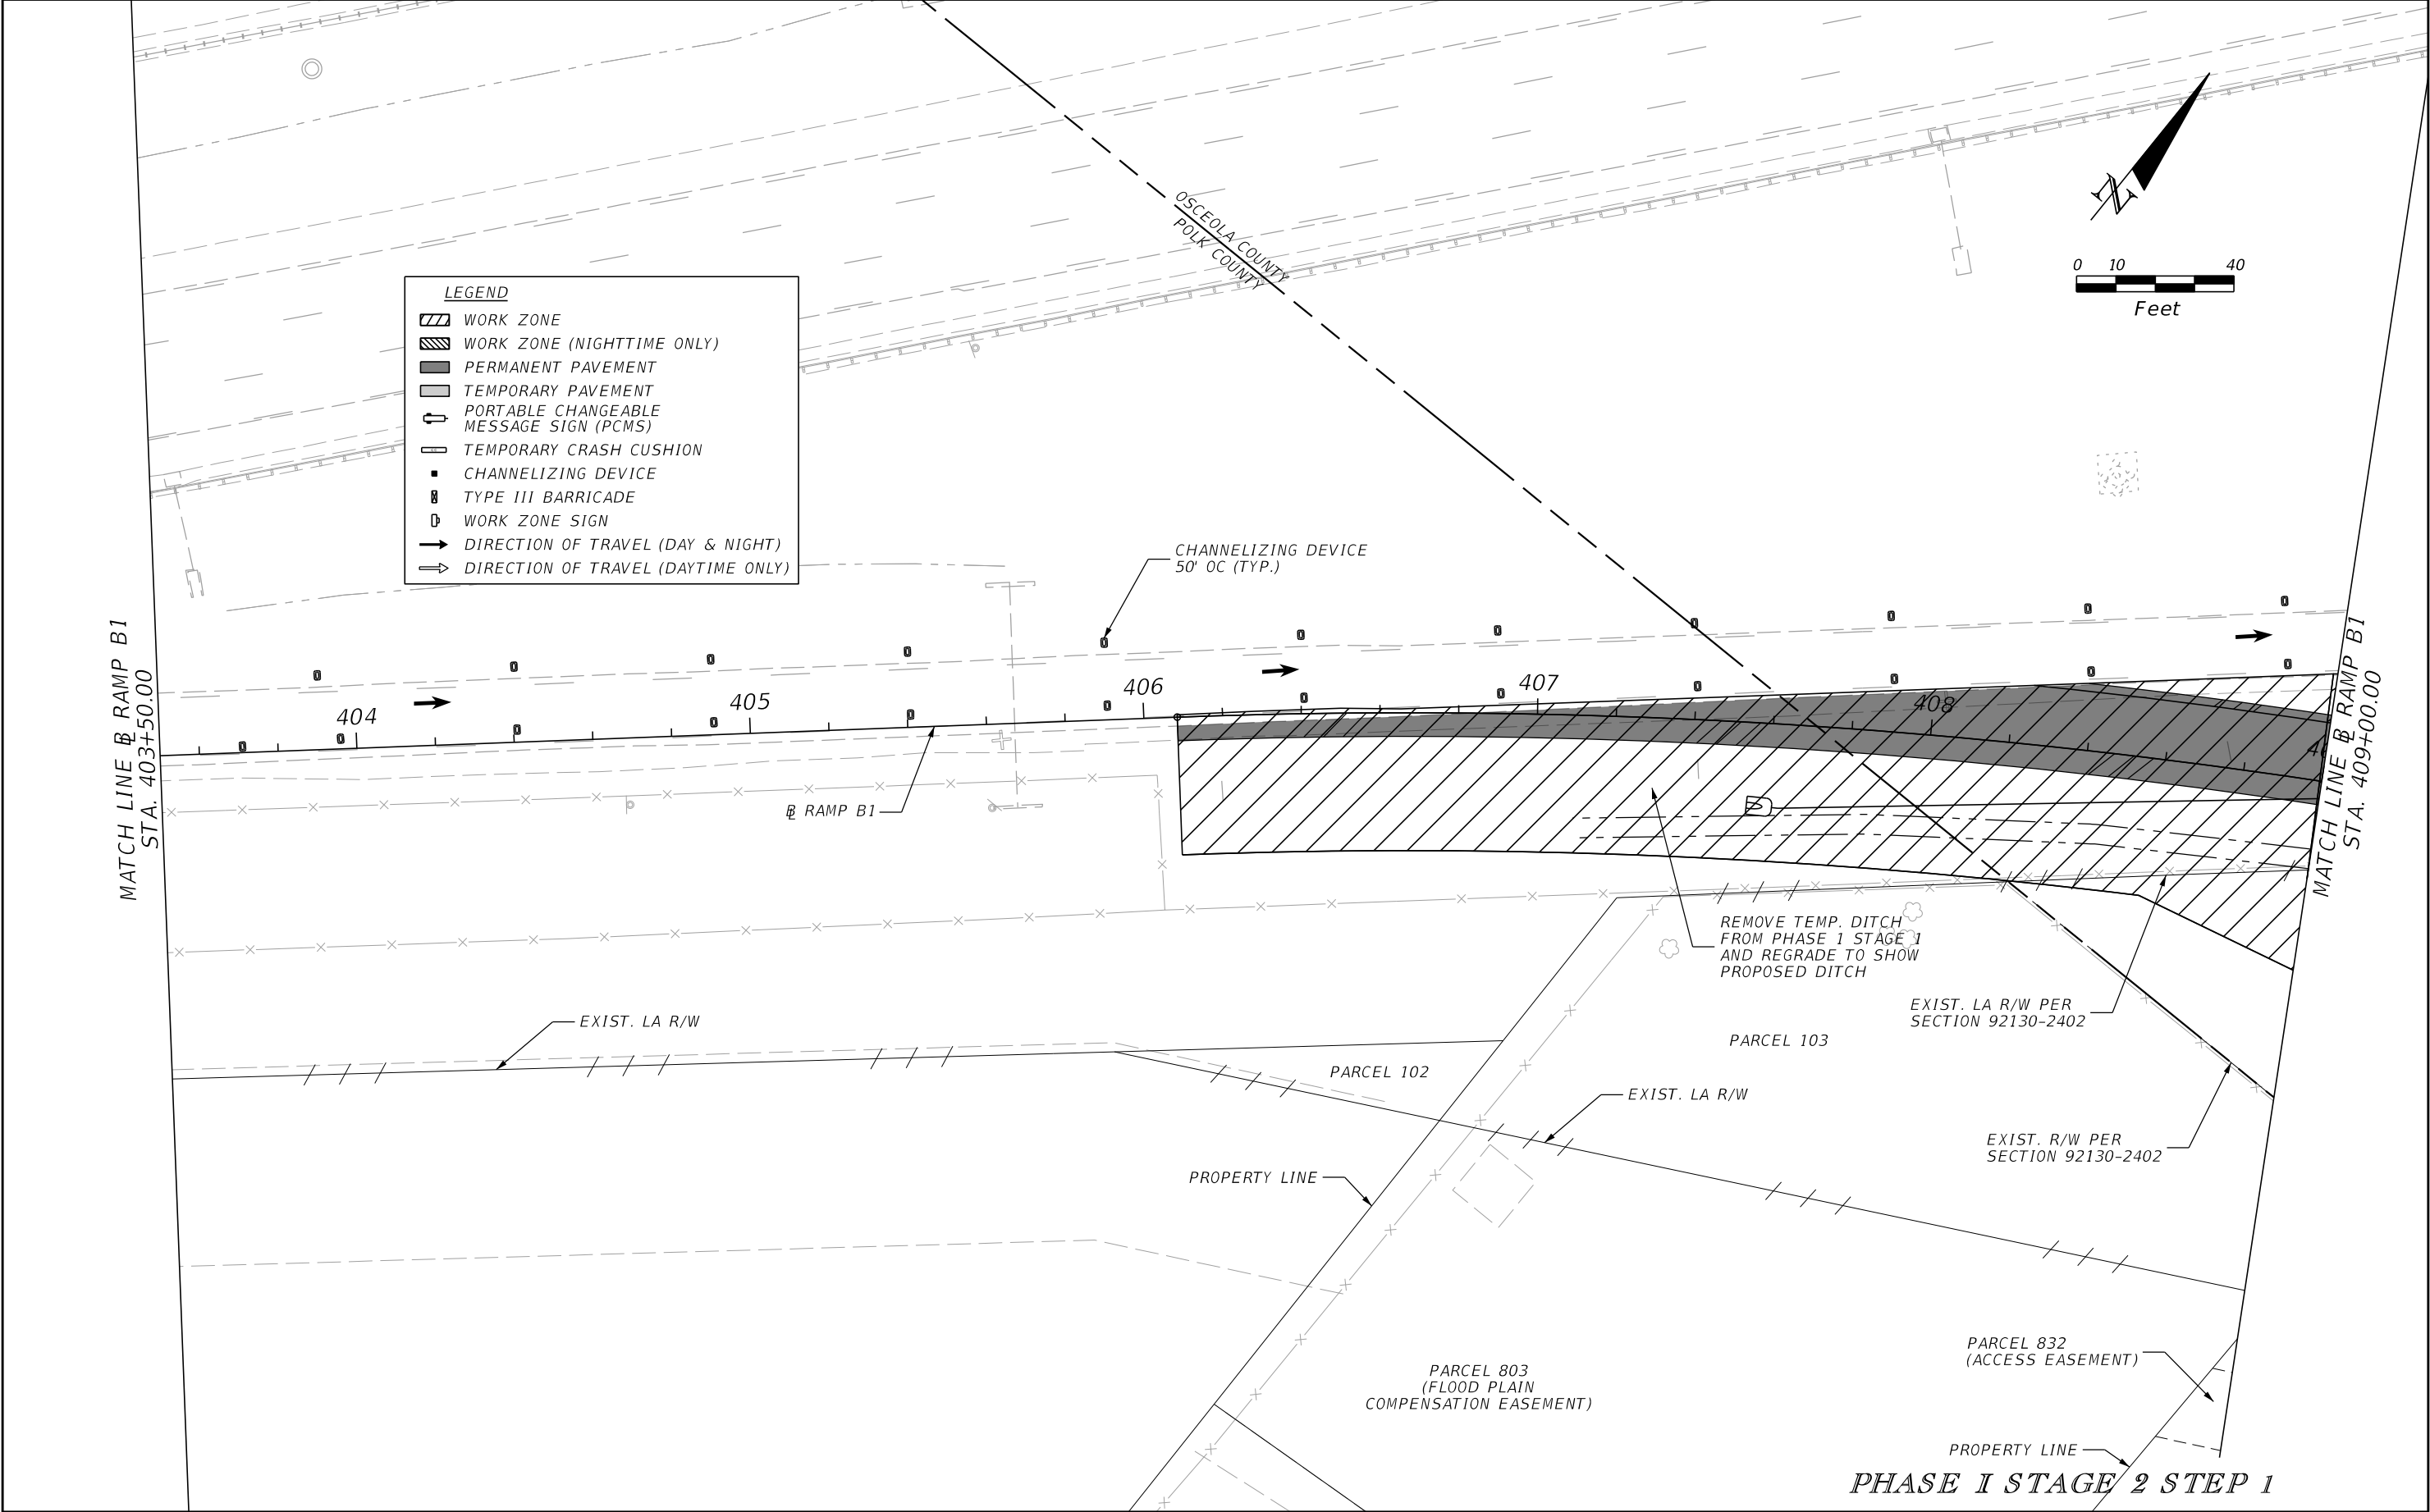 OSCEOLA COUNTY
POLK COUNTY
N
0 10 40
Feet
LEGEND
WORK ZONE
WORK ZONE (NIGHTTIME ONLY)
PERMANENT PAVEMENT
TEMPORARY PAVEMENT
PORTABLE CHANGEABLE
MESSAGE SIGN (PCMS)
TEMPORARY CRASH CUSHION
CHANNELIZING DEVICE
TYPE III BARRICADE
WORK ZONE SIGN
DIRECTION OF TRAVEL (DAY & NIGHT)
DIRECTION OF TRAVEL (DAYTIME ONLY)
CHANNELIZING DEVICE
50' OC (TYP.)
MATCH LINE ⅊ RAMP B1
STA. 403+50.00
404
405
406
407
408
MATCH LINE ⅊ RAMP B1
STA. 409+00.00
⅊ RAMP B1
REMOVE TEMP. DITCH
FROM PHASE 1 STAGE 1
AND REGRADE TO SHOW
PROPOSED DITCH
EXIST. LA R/W PER
SECTION 92130-2402
EXIST. LA R/W
PARCEL 103
PARCEL 102
EXIST. LA R/W
EXIST. R/W PER
SECTION 92130-2402
PROPERTY LINE
PARCEL 832
(ACCESS EASEMENT)
PARCEL 803
(FLOOD PLAIN
COMPENSATION EASEMENT)
PROPERTY LINE
PHASE I STAGE 2 STEP 1